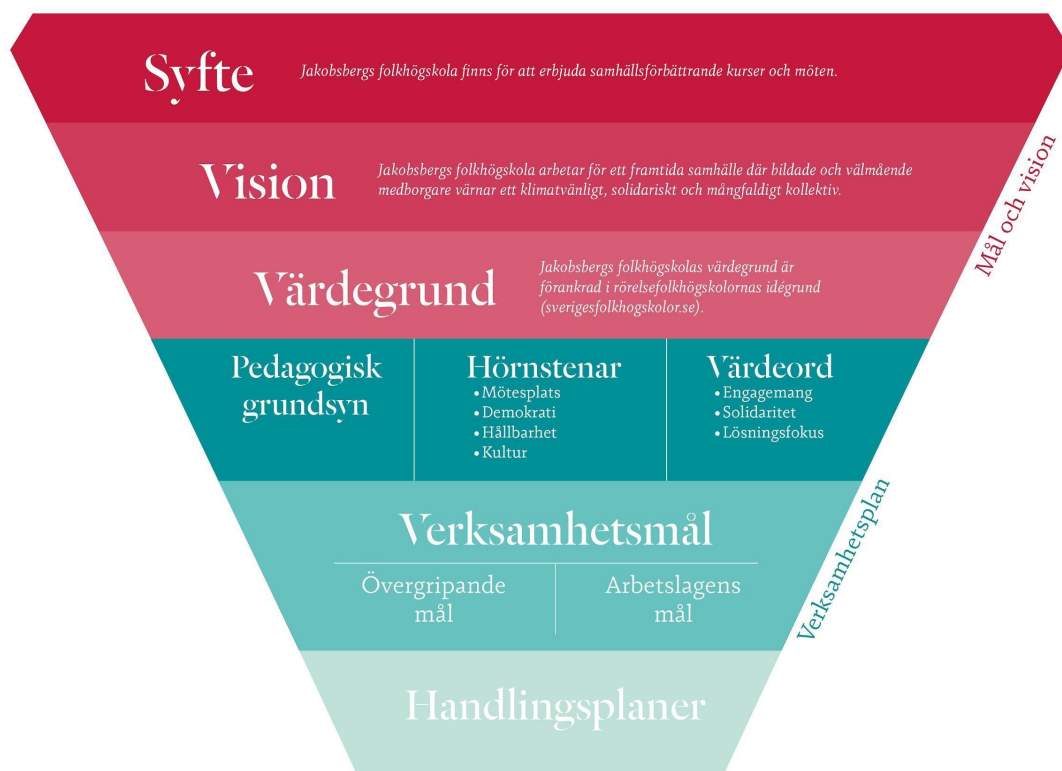 Syfte
Jakobsbergs folkhögskola finns för att erbjuda samhällsförbättrande kurser och möten.
Vision
Jakobsbergs folkhögskola arbetar för ett framtida samhälle där bildade och välmående
medborgare värnar ett klimatvänligt, solidariskt och mångfaldigt kollektiv.
Mål och vision
Värdegrund
Jakobsbergs folkhögskolas värdegrund är
förankrad i rörelsefolkhögskolornas idégrund
(sverigesfolkhogskolor.se).
Pedagogisk
grundsyn
Hörnstenar
• Mötesplats
• Demokrati
• Hållbarhet
• Kultur
Värdeord
• Engagemang
• Solidaritet
• Lösningsfokus
Verksamhetsplan
Verksamhetsmål
Övergripande
mål
Arbetslagens
mål
Handlingsplaner